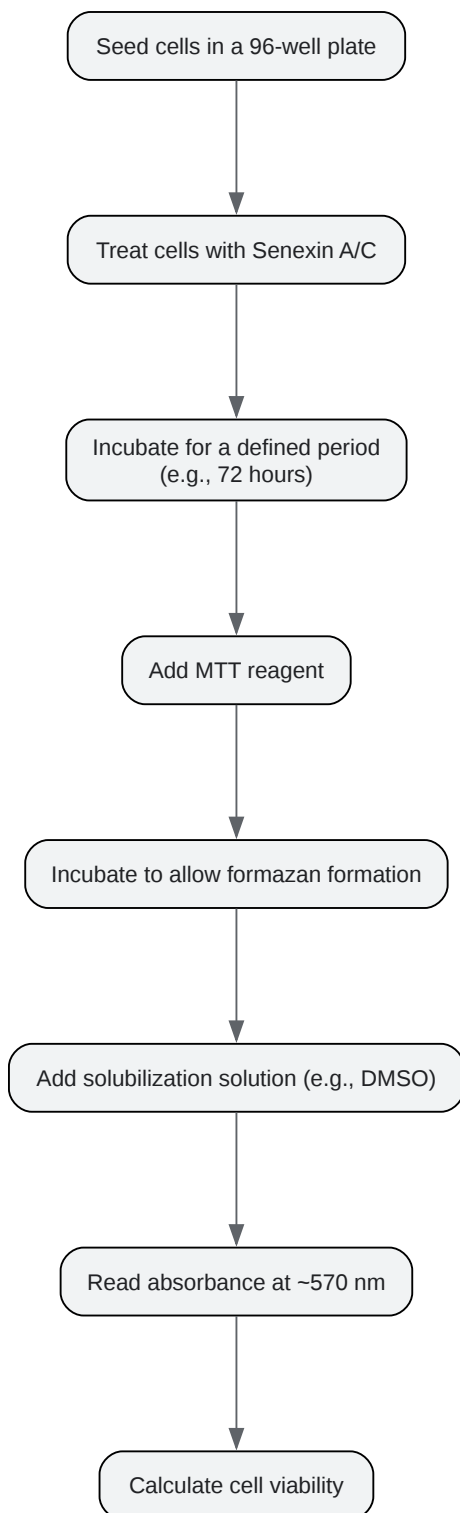 Seed cells in a 96-well plate
Treat cells with Senexin A/C
Incubate for a defined period
(e.g., 72 hours)
Add MTT reagent
Incubate to allow formazan formation
Add solubilization solution (e.g., DMSO)
Read absorbance at ~570 nm
Calculate cell viability